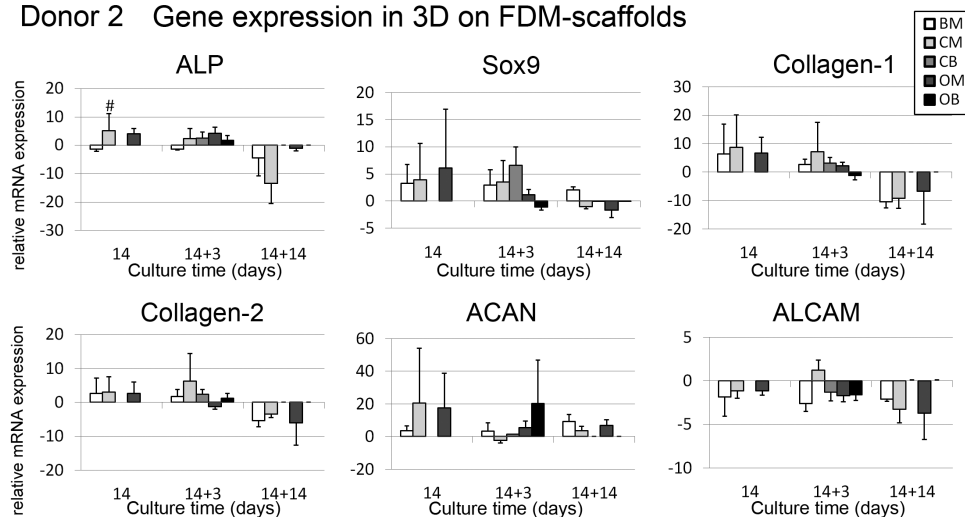 Donor 2 Gene expression in 3D on FDM-scaffolds
BM
CM
CB
OM
OB
ALP
relative mRNA expression
20
10
0
-10
-20
-30
#
14 14+3 14+14
Culture time (days)
Sox9
20
15
10
5
0
-5
14 14+3 14+14
Culture time (days)
Collagen-1
30
20
10
0
-10
-20
14 14+3 14+14
Culture time (days)
Collagen-2
relative mRNA expression
20
10
0
-10
-20
14 14+3 14+14
Culture time (days)
ACAN
60
40
20
0
-20
14 14+3 14+14
Culture time (days)
ALCAM
5
0
-5
-10
14 14+3 14+14
Culture time (days)